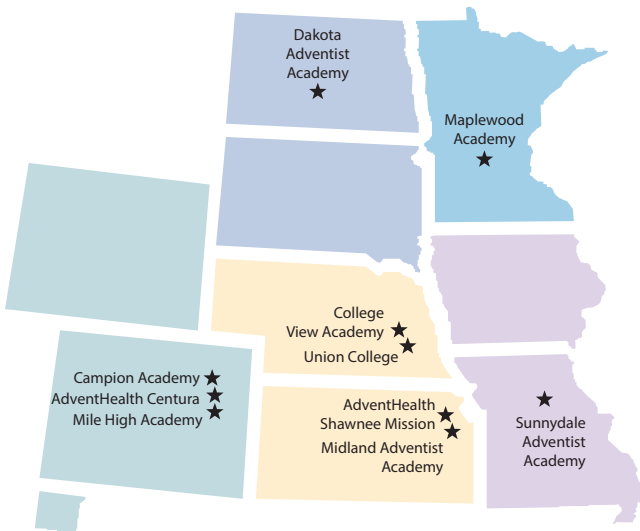 Dakota
Adventist
Academy
Maplewood
Academy
College
View Academy
Union College
Campion Academy
AdventHealth Centura
Mile High Academy
AdventHealth
Shawnee Mission
Midland Adventist
Academy
Sunnydale
Adventist
Academy